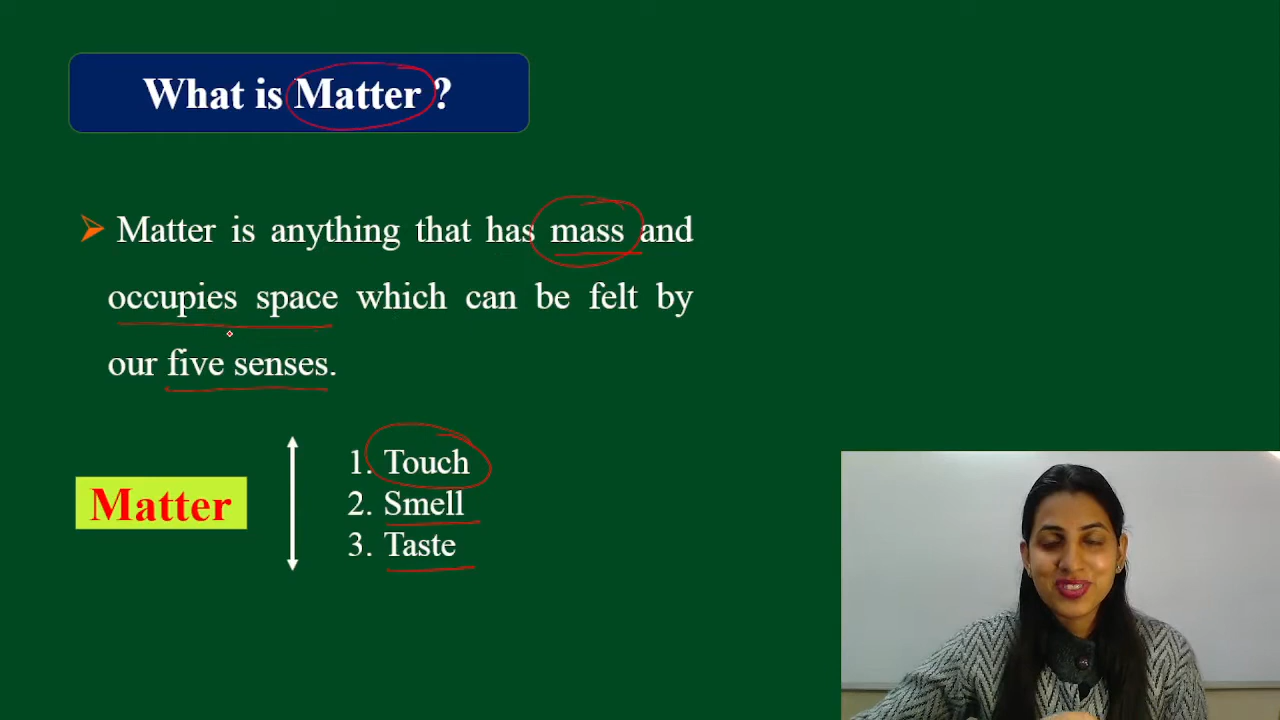 What is Matter ?
Matter is anything that has mass and
occupies space which can be felt by
our five senses.
1. Touch
2. Smell
3. Taste
Matter